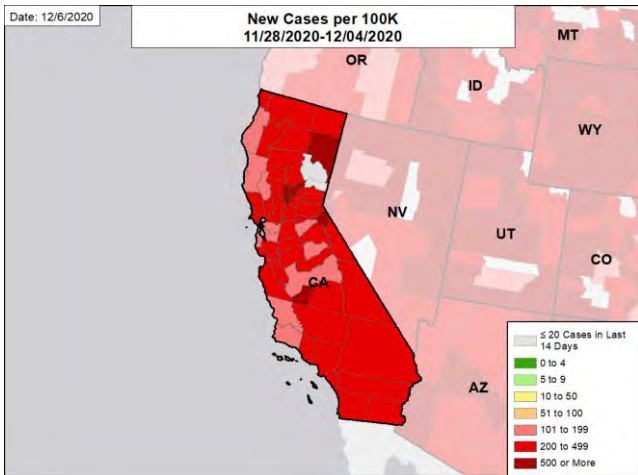 Date: 12/6/2020
New Cases per 100K
11/28/2020-12/04/2020
MT
OR
ID
WY
NV
UT
CO
CA
AZ
≤ 20 Cases in Last
14 Days
0 to 4
5 to 9
10 to 50
51 to 100
101 to 199
200 to 499
500 or More